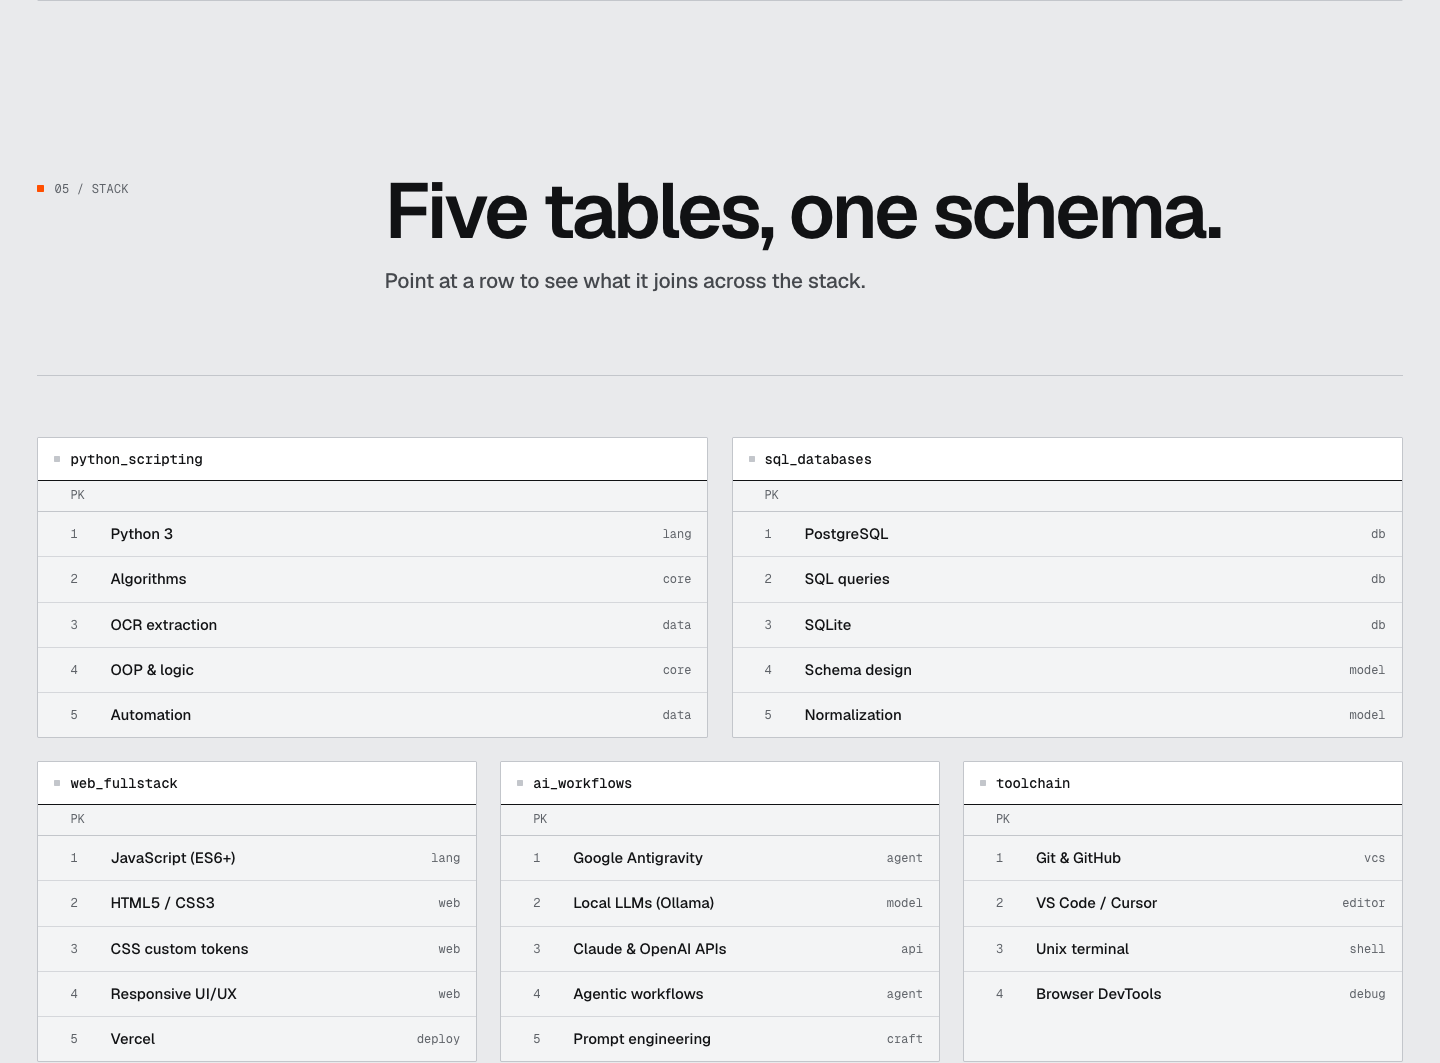 05 / STACK
Five tables, one schema.
Point at a row to see what it joins across the stack.
python_scripting
PK
1 Python 3 lang
2 Algorithms core
3 OCR extraction data
4 OOP & logic core
5 Automation data
sql_databases
PK
1 PostgreSQL db
2 SQL queries db
3 SQLite db
4 Schema design model
5 Normalization model
web_fullstack
PK
1 JavaScript (ES6+) lang
2 HTML5 / CSS3 web
3 CSS custom tokens web
4 Responsive UI/UX web
5 Vercel deploy
ai_workflows
PK
1 Google Antigravity agent
2 Local LLMs (Ollama) model
3 Claude & OpenAI APIs api
4 Agentic workflows agent
5 Prompt engineering craft
toolchain
PK
1 Git & GitHub vcs
2 VS Code / Cursor editor
3 Unix terminal shell
4 Browser DevTools debug